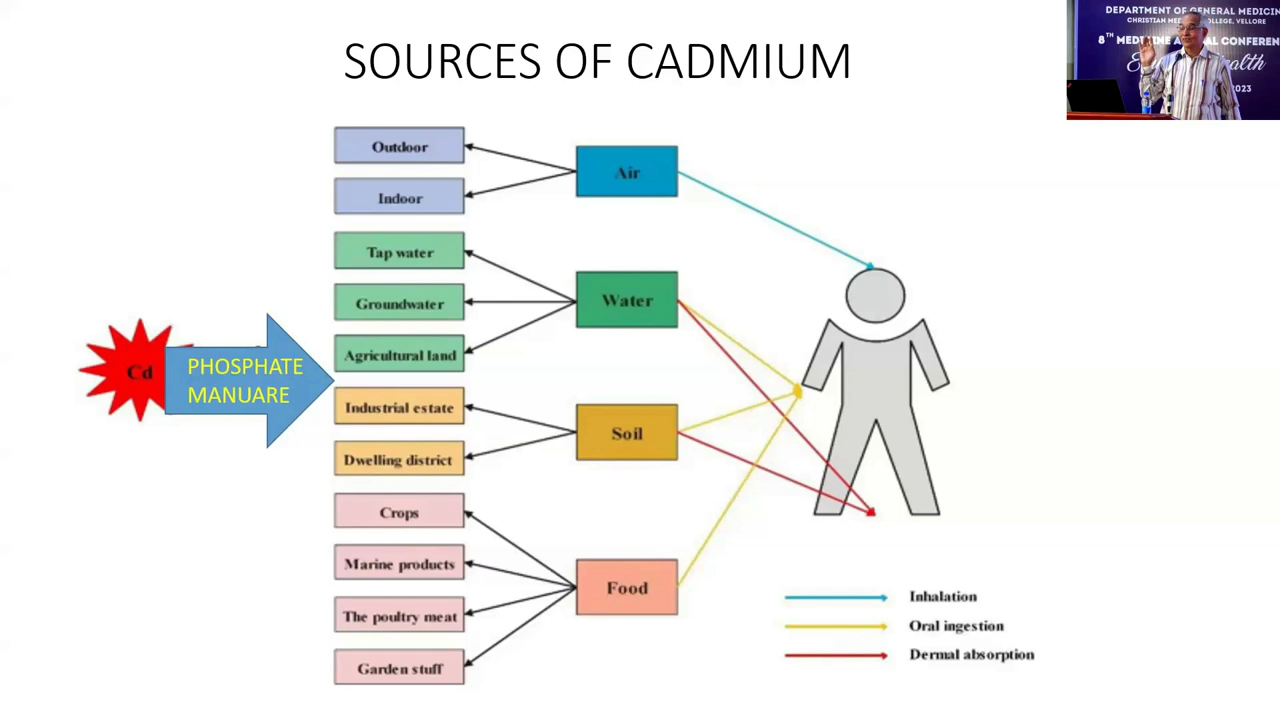 SOURCES OF CADMIUM
DEPARTMENT OF GENERAL MEDICIN
CHRISTIAN COLLEGE, VELLORE
8TH CONFEREN
2023
Outdoor
Indoor
Air
Tap water
Groundwater
Agricultural land
Water
Cd
PHOSPHATE
MANUARE
Industrial estate
Dwelling district
Soil
Crops
Marine products
The poultry meat
Garden stuff
Food
Inhalation
Oral ingestion
Dermal absorption